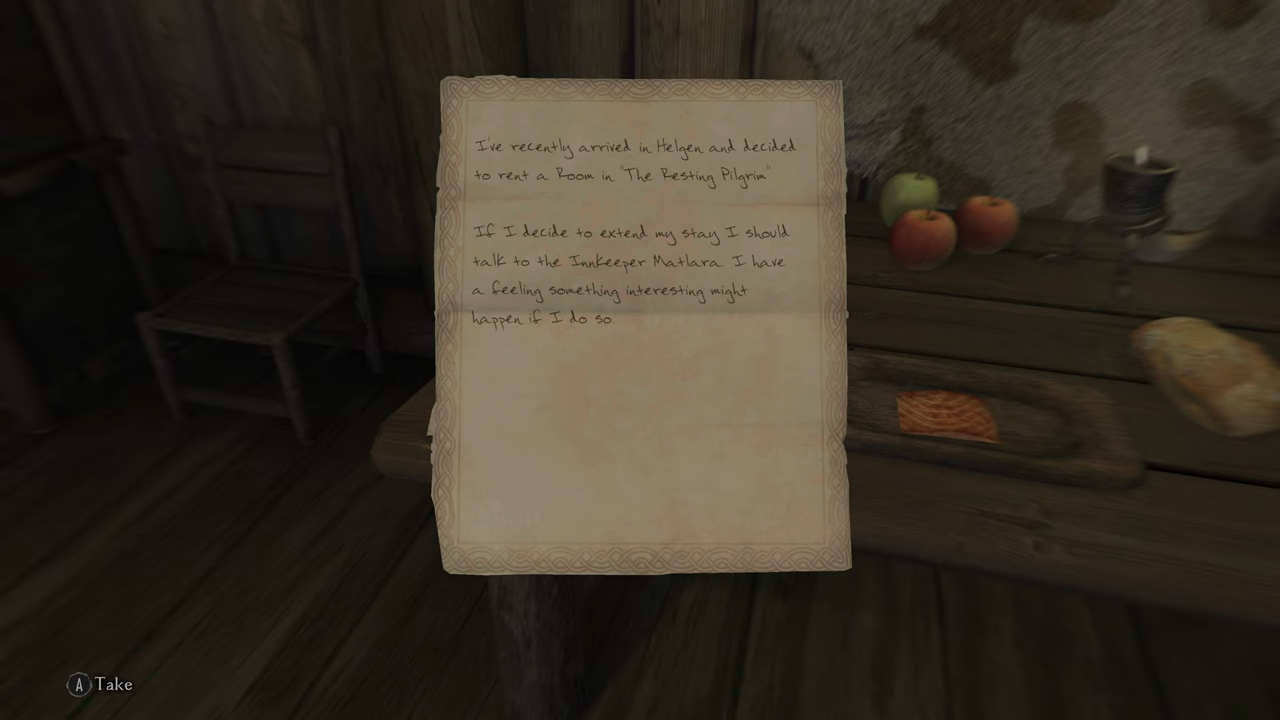 I've recently arrived in Helgen and decided
to rent a Room in "The Resting Pilgrim"
If I decide to extend my stay I should
talk to the InnKeeper Matlara. I have
a feeling something interesting might
happen if I do so.
A Take